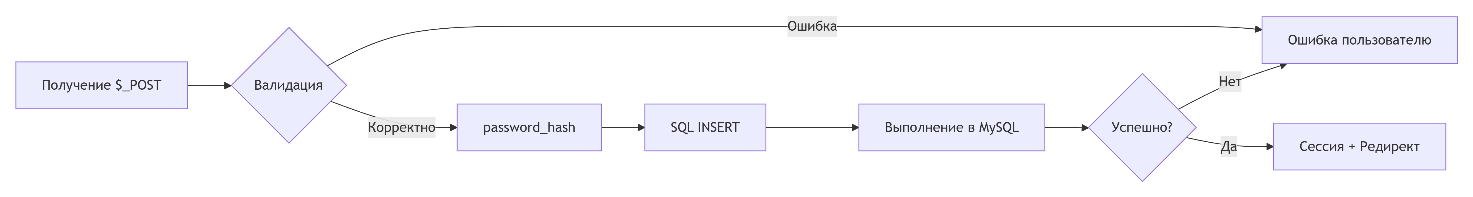 Ошибка
Ошибка пользователю
Получение $_POST
Валидация
Нет
Корректно
password_hash
SQL INSERT
Выполнение в MySQL
Успешно?
Да
Сессия + Редирект